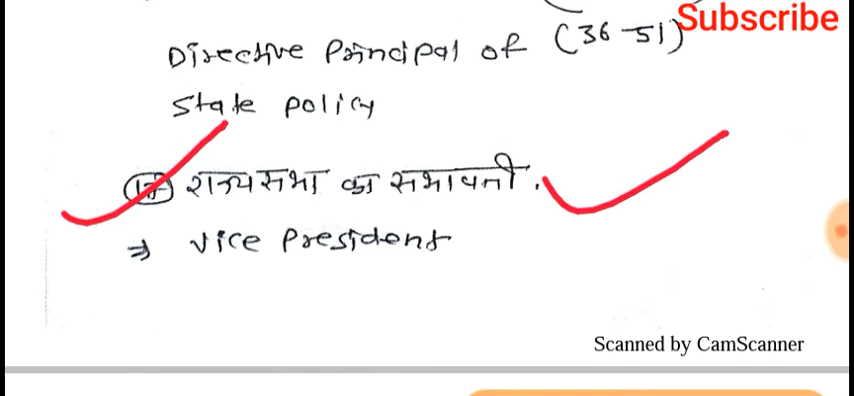 Subscribe
Directive Principal of (36-51)
State policy
राज्यसभा का सभापती.
⇒ Vice President
Scanned by CamScanner